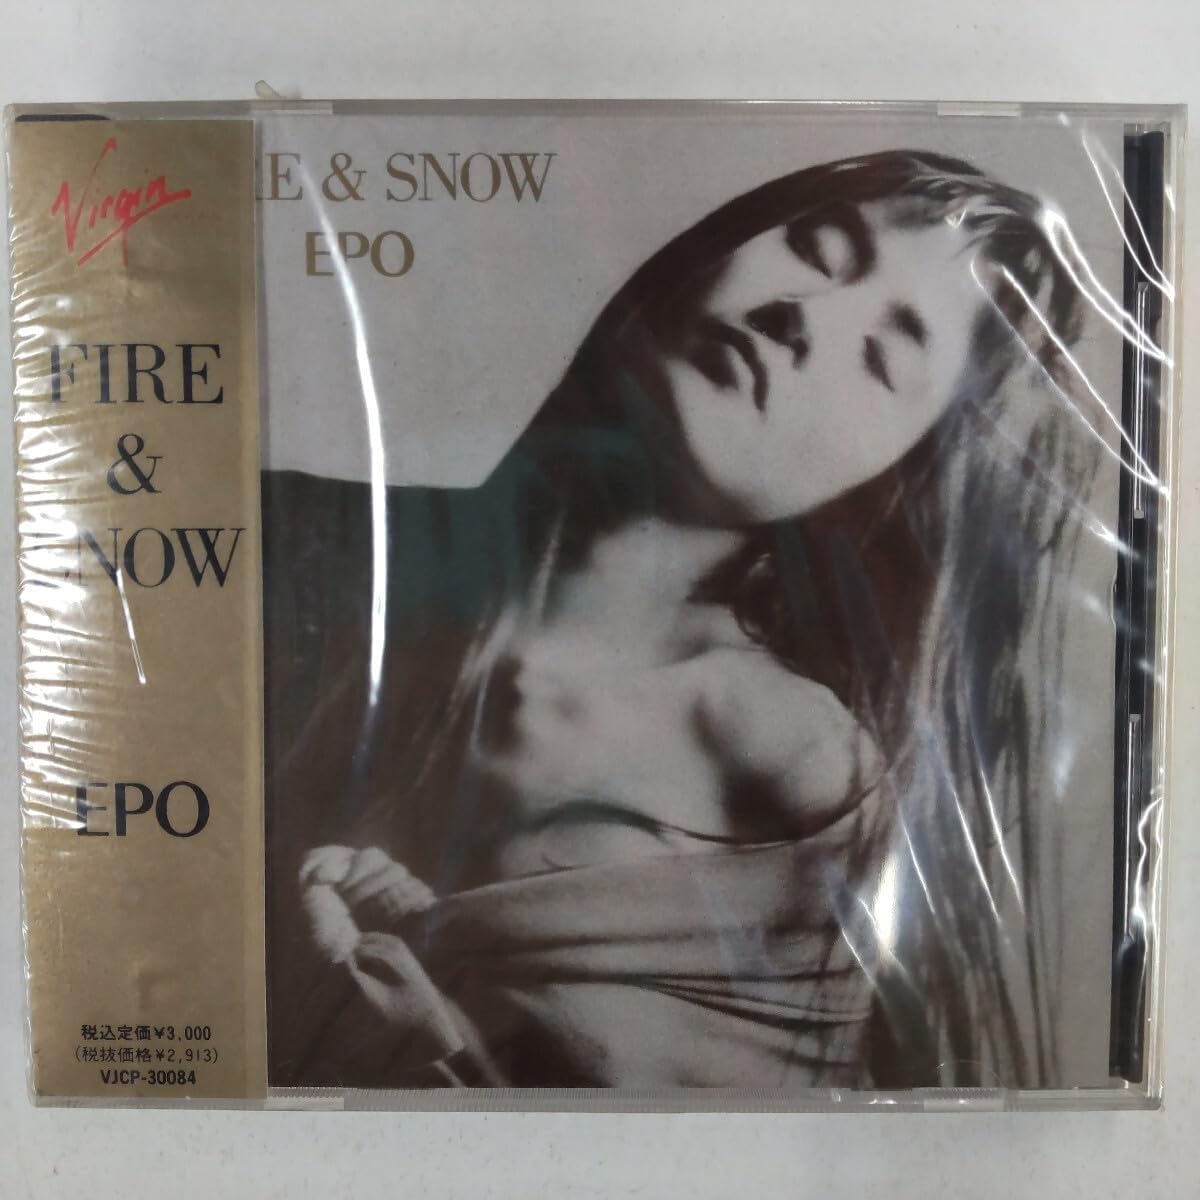 Virgin
FIRE
&
SNOW
EPO
税込定価¥3,000
(税抜価格¥2,913)
VJCP-30084
RE & SNOW
EPO